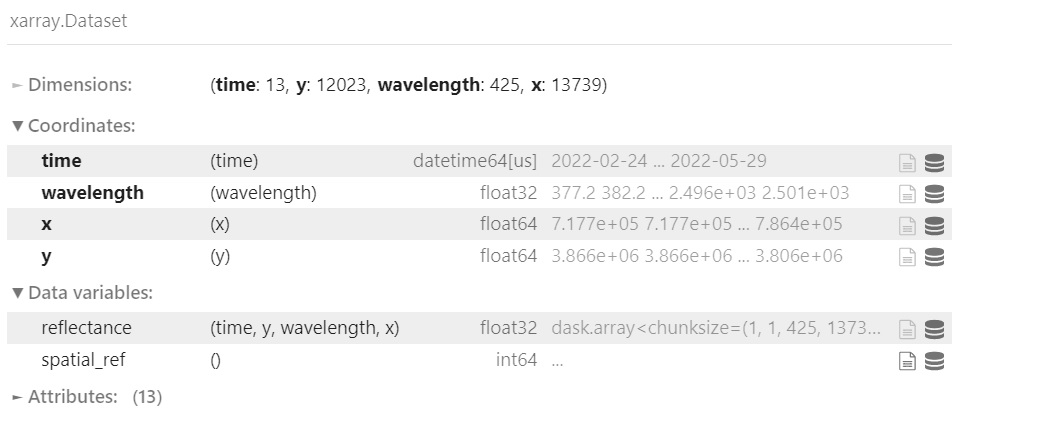 xarray.Dataset
► Dimensions: (time: 13, y: 12023, wavelength: 425, x: 13739)
▼ Coordinates:
time (time) datetime64[us] 2022-02-24 ... 2022-05-29
wavelength (wavelength) float32 377.2 382.2 ... 2.496e+03 2.501e+03
x (x) float64 7.177e+05 7.177e+05 ... 7.864e+05
y (y) float64 3.866e+06 3.866e+06 ... 3.806e+06
▼ Data variables:
reflectance (time, y, wavelength, x) float32 dask.array<chunksize=(1, 1, 425, 1373...
spatial_ref () int64 ...
► Attributes: (13)